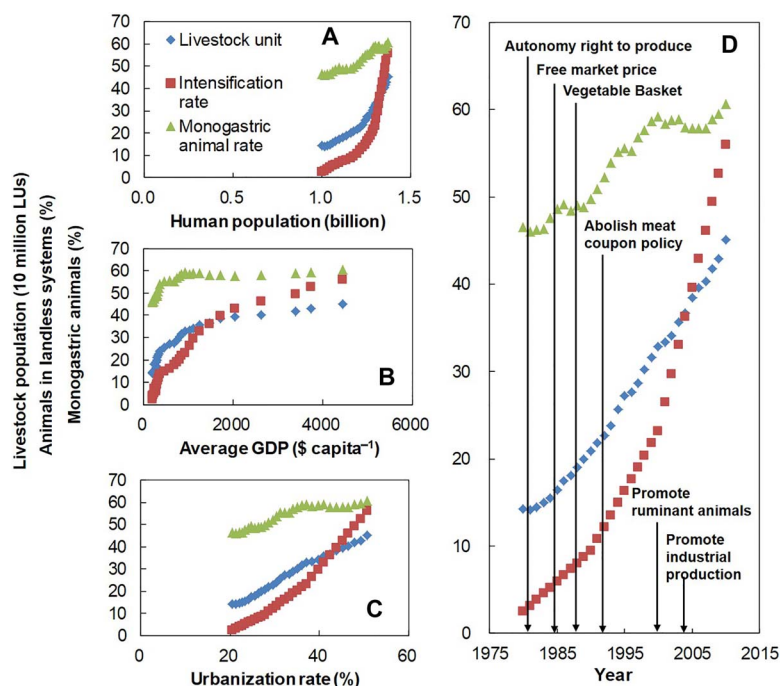 Livestock population (10 million LUs)
Animals in landless systems (%)
Monogastric animals (%)
70
60
50
40
30
20
10
0
Livestock unit
Intensification
rate
Monogastric
animal rate
A
0.0
0.5
1.0
1.5
Human population (billion)
70
60
50
40
30
20
10
0
B
0
2000
4000
6000
Average GDP ($ capita⁻¹)
70
60
50
40
30
20
10
0
C
0
20
40
60
Urbanization rate (%)
70
60
50
40
30
20
10
0
D
Autonomy right to produce
Free market price
Vegetable Basket
Abolish meat
coupon policy
Promote
ruminant animals
Promote
industrial
production
1975
1985
1995
2005
2015
Year